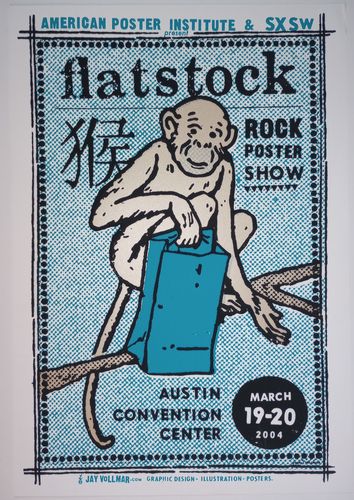 AMERICAN POSTER INSTITUTE & SXSW
present
flatstock
猴
ROCK
POSTER
SHOW
AUSTIN
CONVENTION
CENTER
MARCH
19-20
2004
JAY VOLLMAR.COM GRAPHIC DESIGN - ILLUSTRATION - POSTERS.